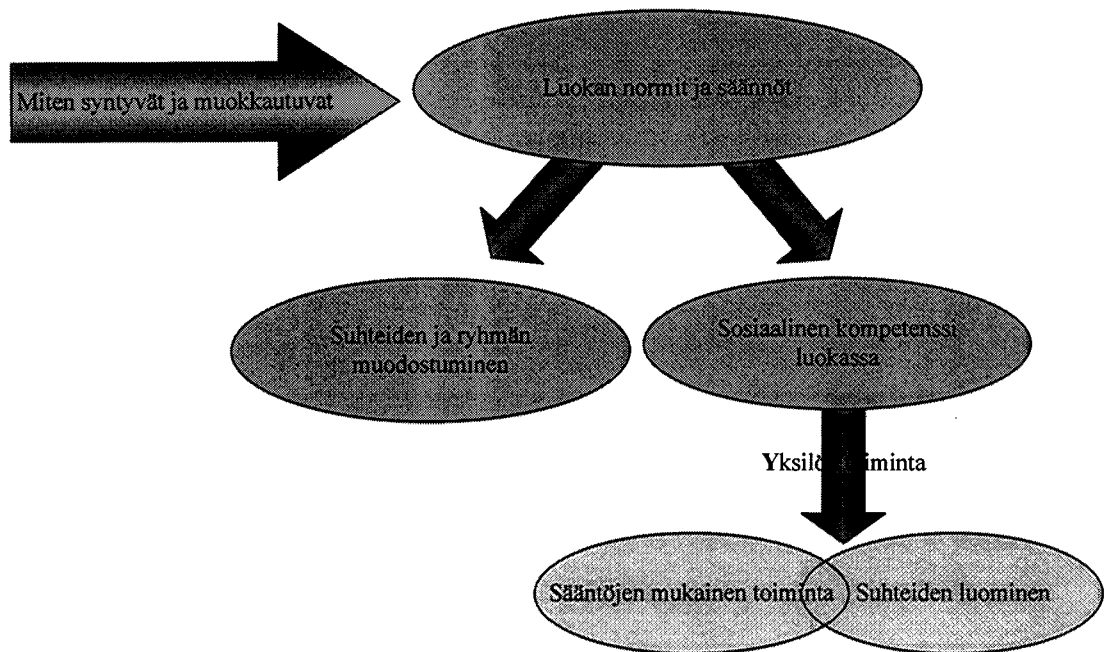 Miten syntyvät ja muokkautuvat
Luokan normit ja säännöt
Suhteiden ja ryhmän
muodostuminen
Sosiaalinen kompetenssi
luokassa
Sääntöjen mukainen toiminta
Suhteiden luominen